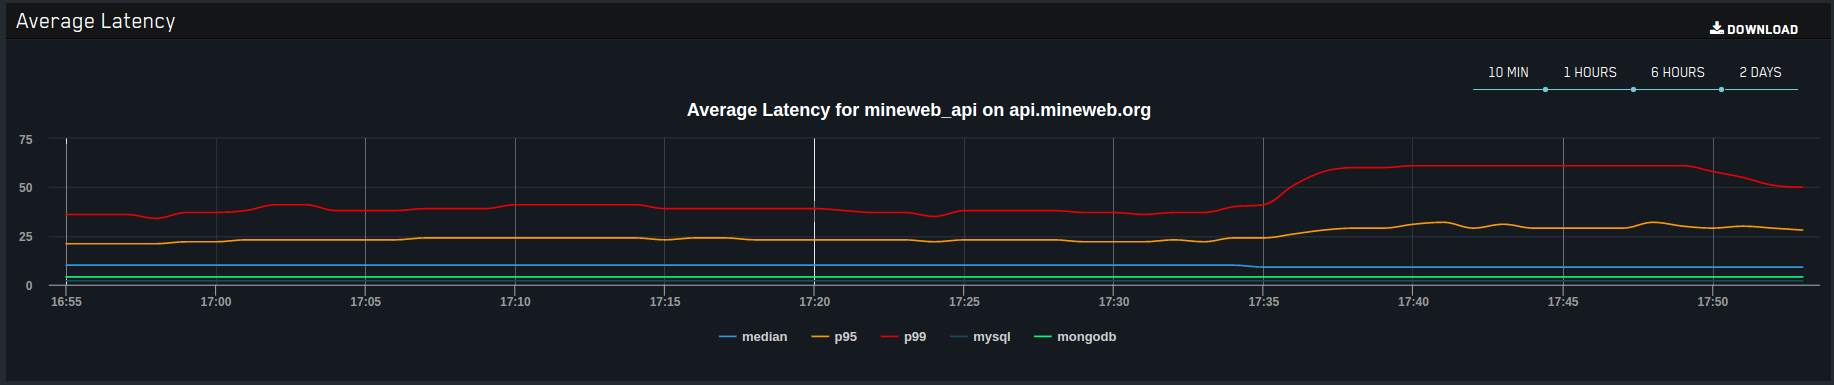 Average Latency
DOWNLOAD
10 MIN 1 HOURS 6 HOURS 2 DAYS
Average Latency for mineweb_api on api.mineweb.org
75
50
25
0
16:55 17:00 17:05 17:10 17:15 17:20 17:25 17:30 17:35 17:40 17:45 17:50
median p95 p99 mysql mongodb